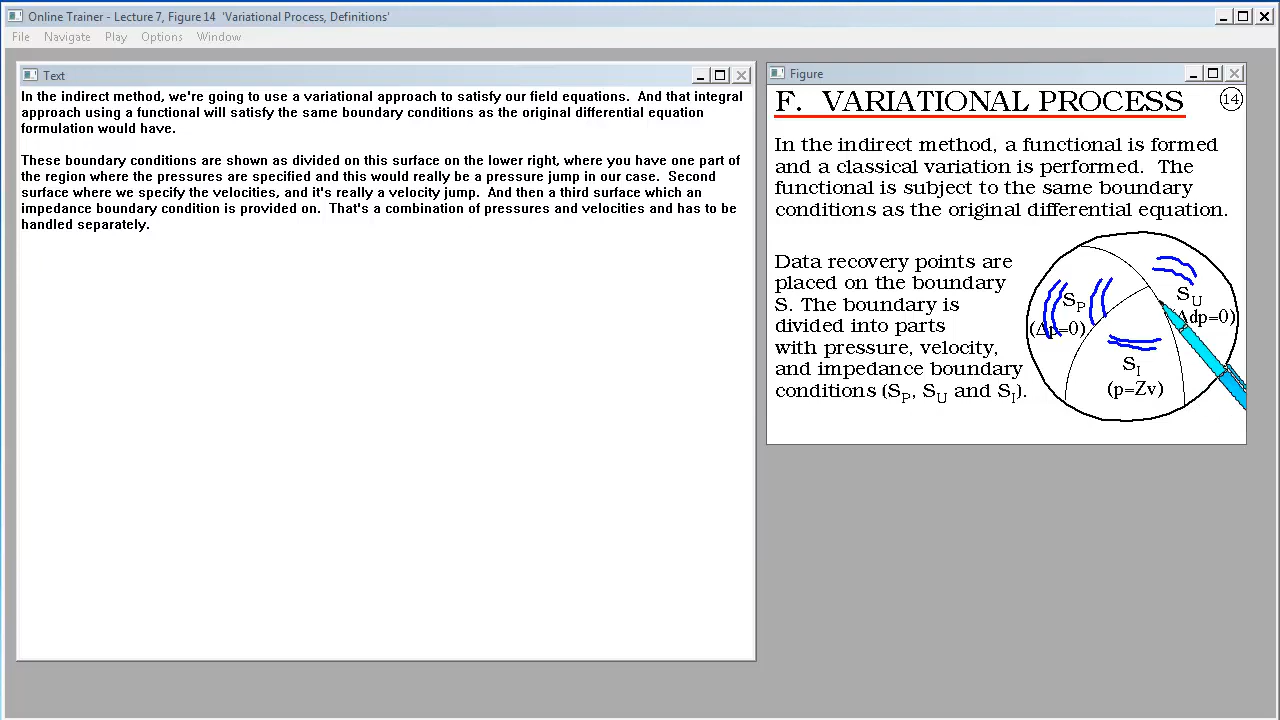 Online Trainer - Lecture 7, Figure 14 'Variational Process, Definitions'
File Navigate Play Options Window
Text
In the indirect method, we're going to use a variational approach to satisfy our field equations. And that integral
approach using a functional will satisfy the same boundary conditions as the original differential equation
formulation would have.
These boundary conditions are shown as divided on this surface on the lower right, where you have one part of
the region where the pressures are specified and this would really be a pressure jump in our case. Second
surface where we specify the velocities, and it's really a velocity jump. And then a third surface which an
impedance boundary condition is provided on. That's a combination of pressures and velocities and has to be
handled separately.
Figure
F. VARIATIONAL PROCESS
14
In the indirect method, a functional is formed
and a classical variation is performed. The
functional is subject to the same boundary
conditions as the original differential equation.
Data recovery points are
placed on the boundary
S. The boundary is
divided into parts
with pressure, velocity,
and impedance boundary
conditions (SP, SU and SI).
SP
(Δp=0)
SU
Δdp=0)
SI
(p=Zv)